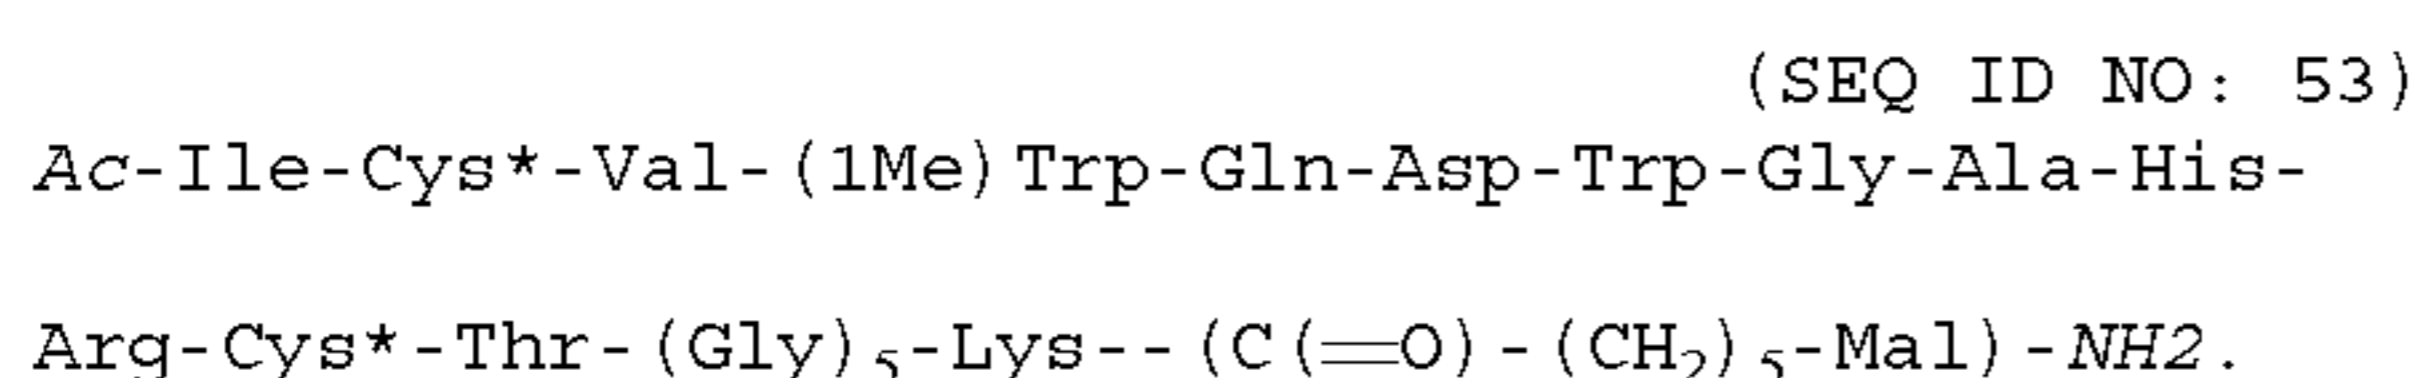 (SEQ ID NO: 53)
Ac-Ile-Cys*-Val-(1Me)Trp-Gln-Asp-Trp-Gly-Ala-His-
Arg-Cys*-Thr-(Gly)₅-Lys--(C(=O)-(CH₂)₅-Mal)-NH2.